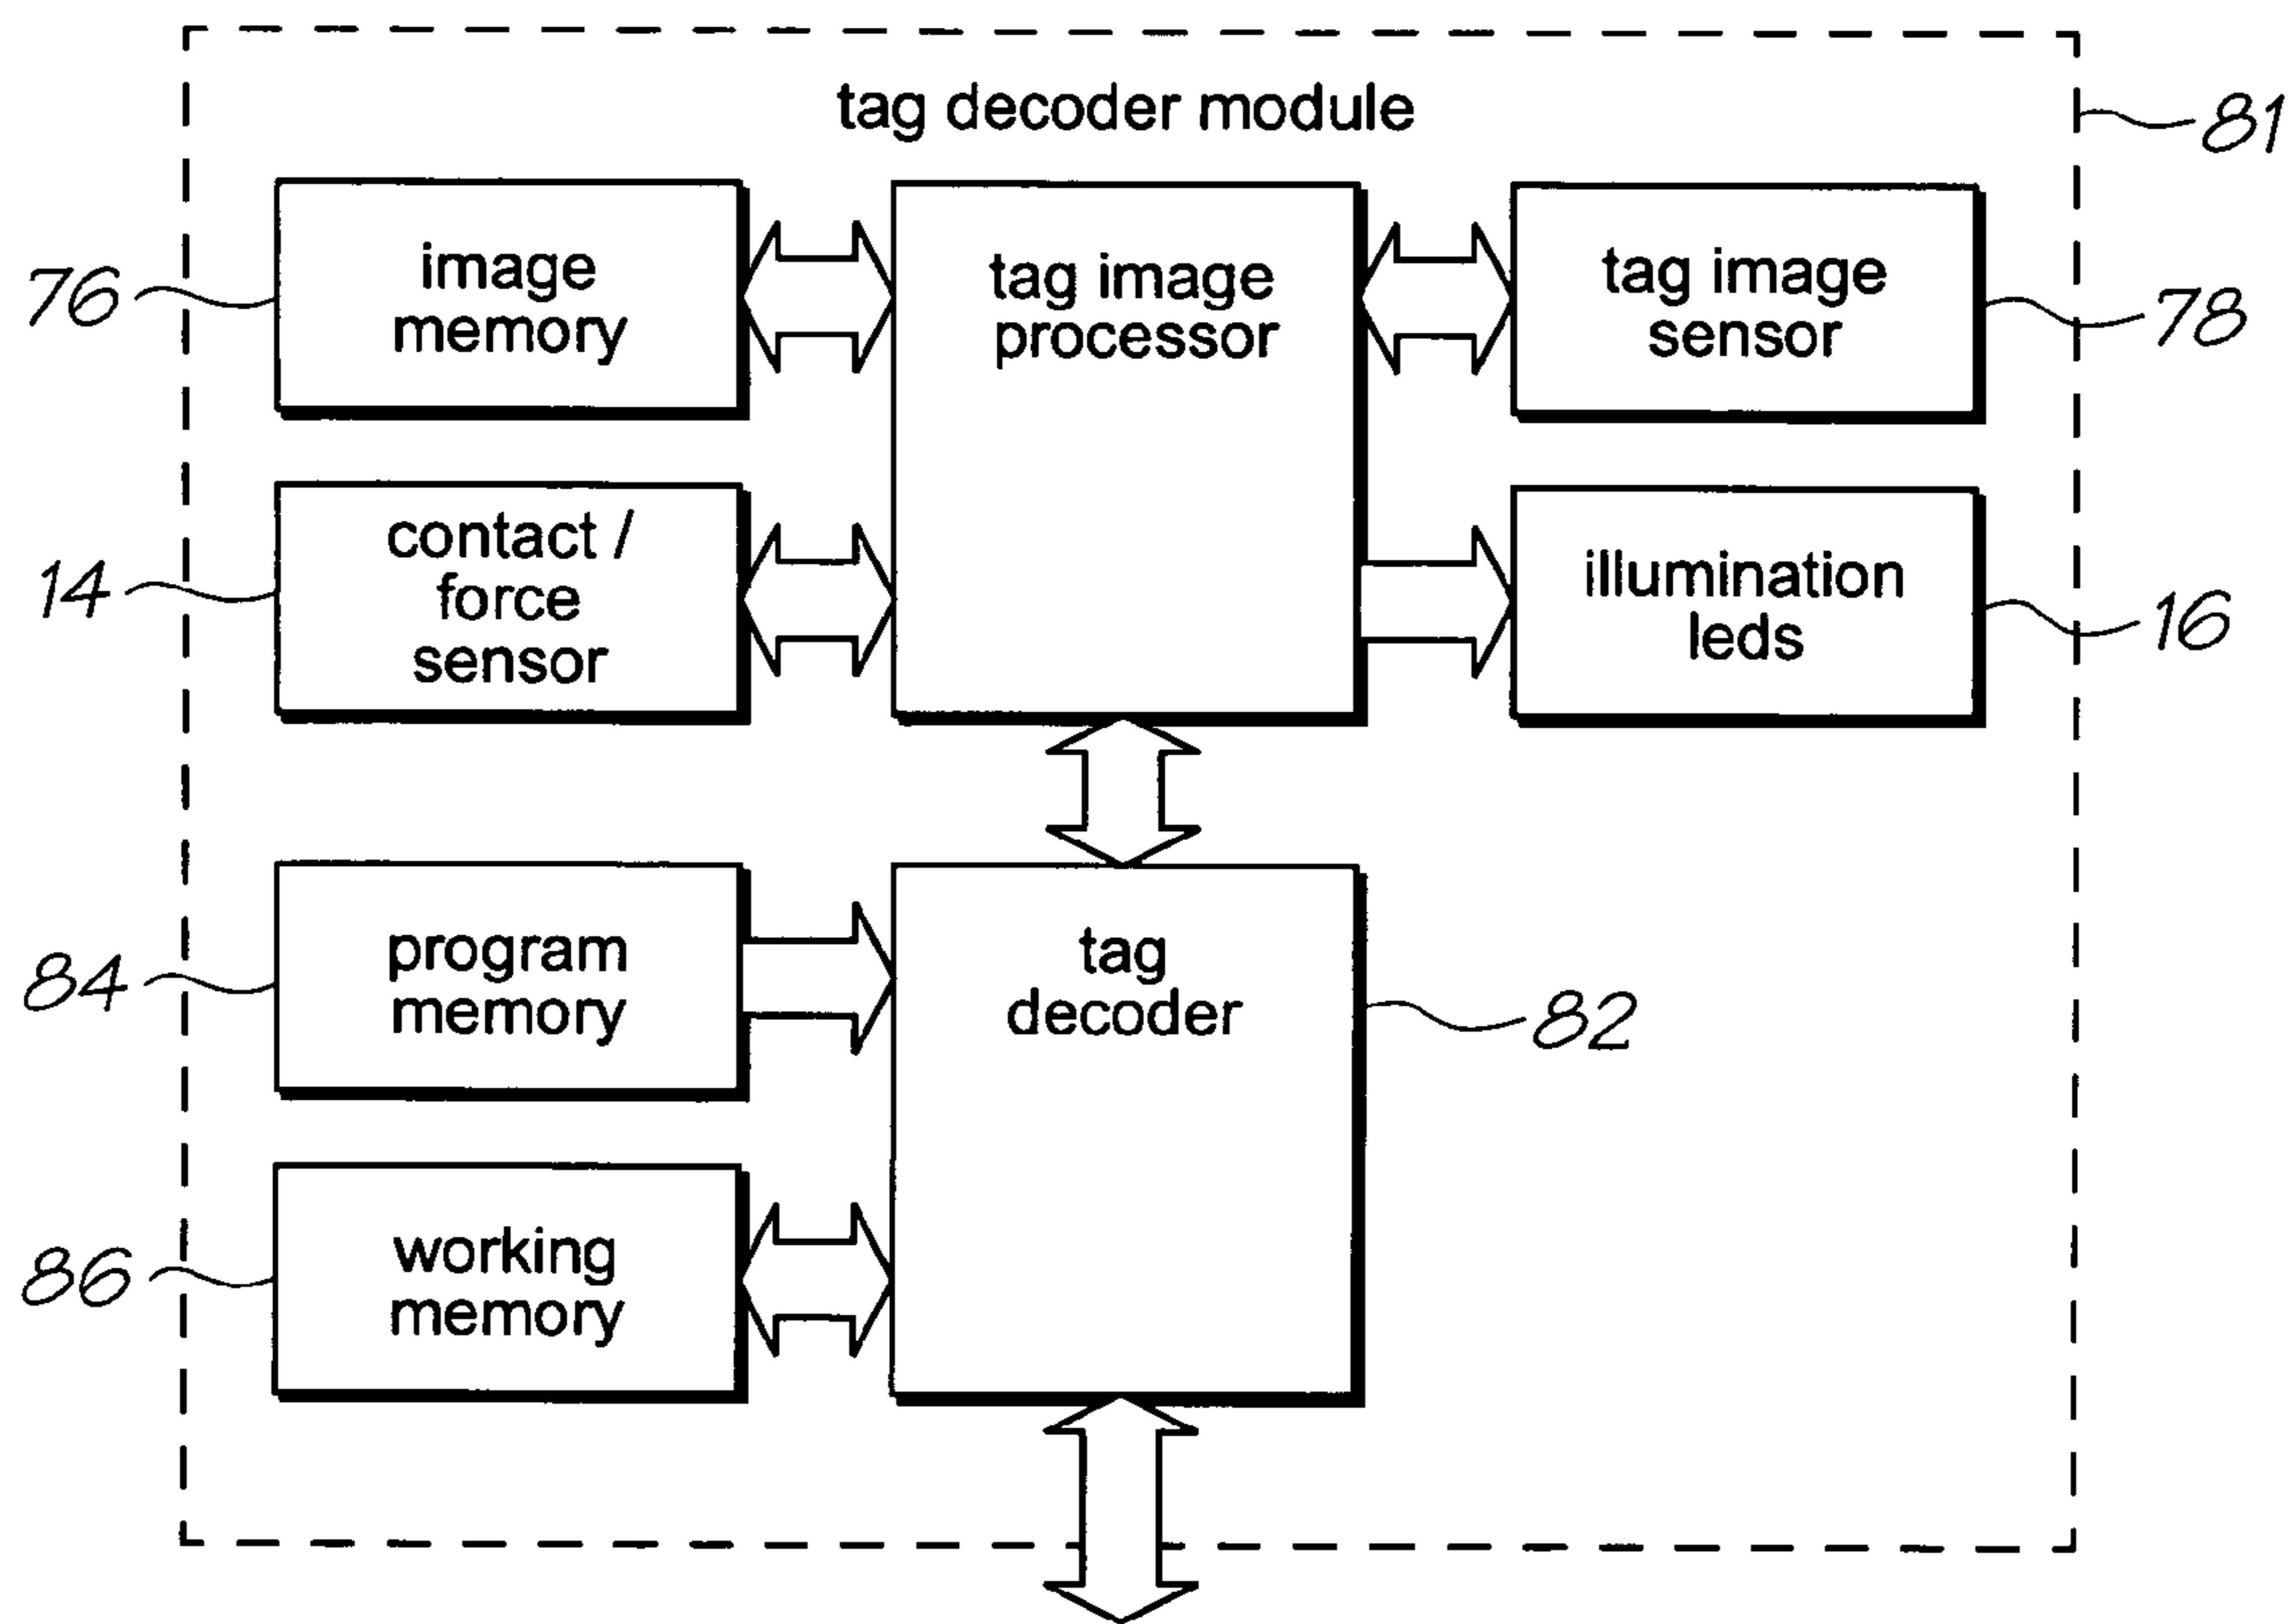 tag decoder module
81
76
image
memory
tag image
processor
tag image
sensor
78
14
contact /
force
sensor
illumination
leds
16
84
program
memory
tag
decoder
82
86
working
memory